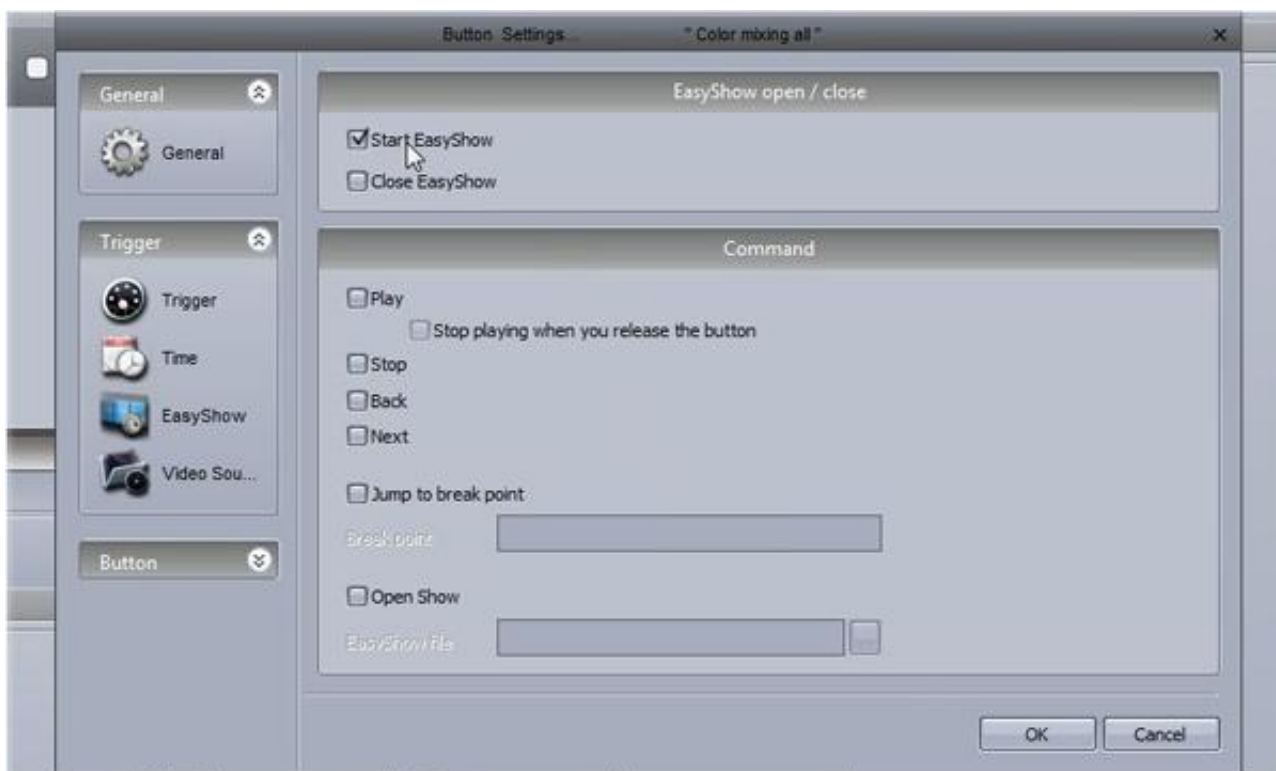 Button Settings... " Color mixing all "
General
General
Trigger
Trigger
Time
EasyShow
Video Sou...
Button
EasyShow open / close
Start EasyShow
Close EasyShow
Command
Play
Stop playing when you release the button
Stop
Back
Next
Jump to break point
Break point
Open Show
EasyShow file
...
OK
Cancel